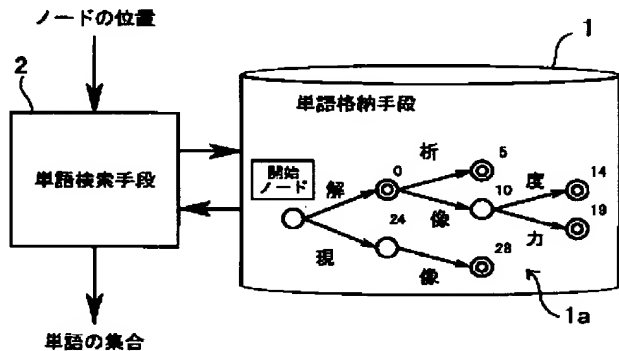 ノードの位置
2
単語検索手段
単語の集合
1
単語格納手段
開始
ノード
解
0
析
5
像
10
度
14
力
19
現
24
像
28
1a